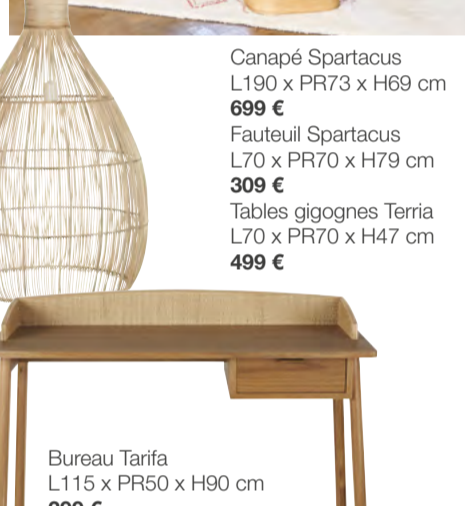 Canapé Spartacus
L190 x PR73 x H69 cm
699 €
Fauteuil Spartacus
L70 x PR70 x H79 cm
309 €
Tables gigognes Terria
L70 x PR70 x H47 cm
499 €
Bureau Tarifa
L115 x PR50 x H90 cm